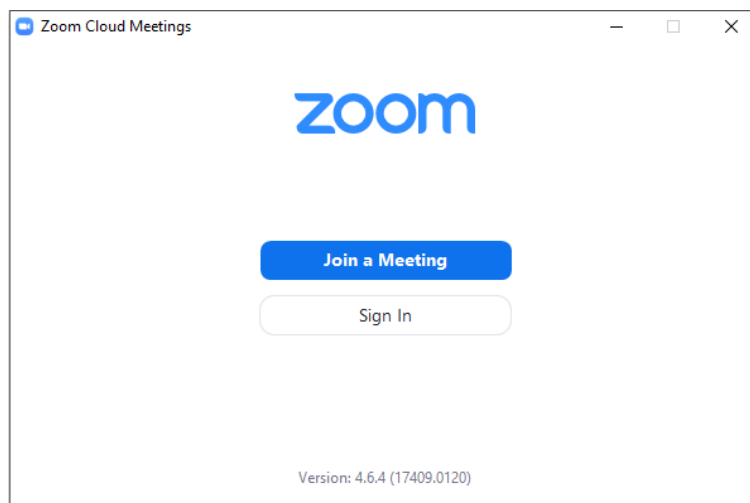 Zoom Cloud Meetings
zoom
Join a Meeting
Sign In
Version: 4.6.4 (17409.0120)